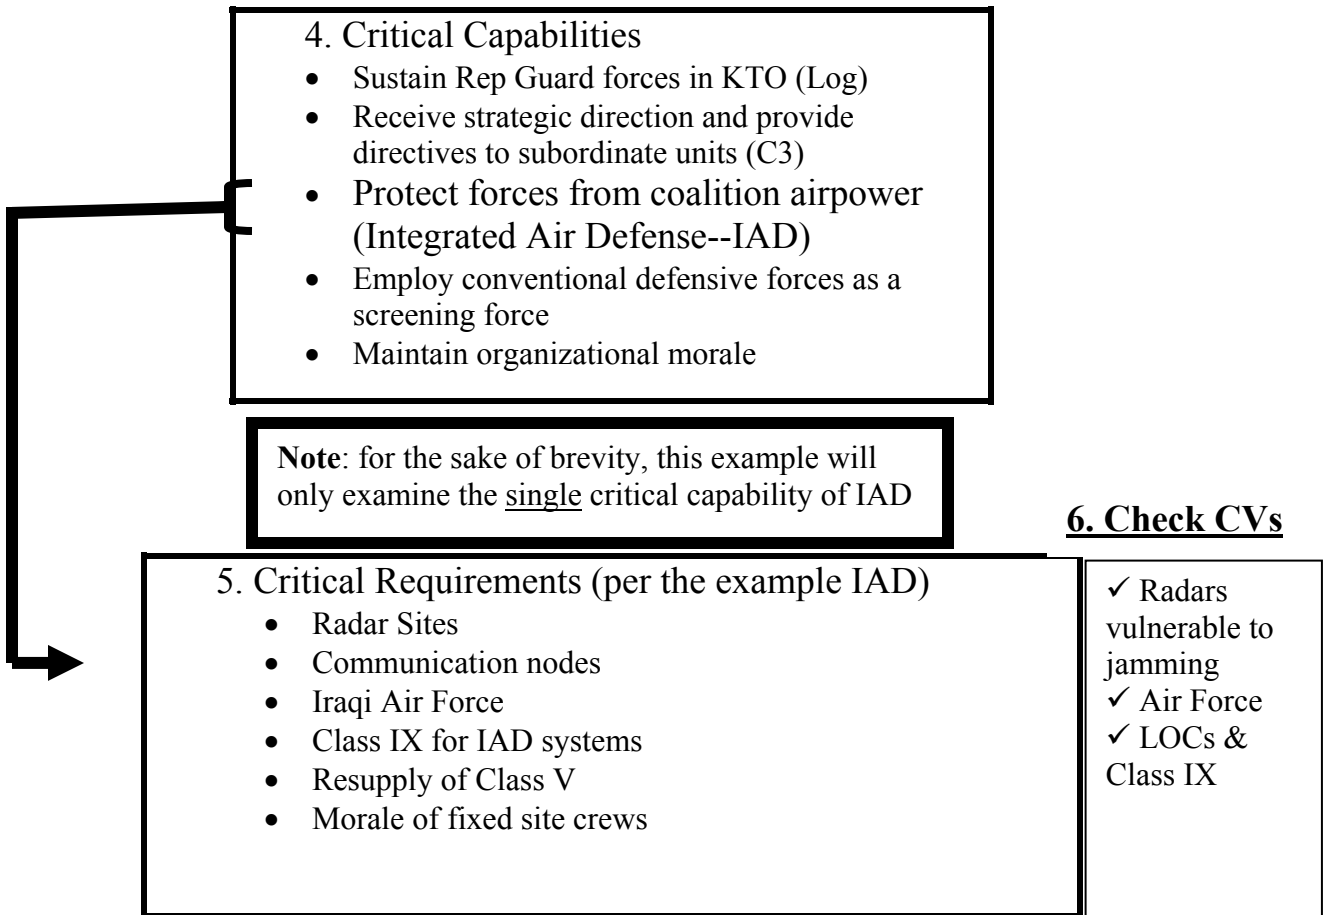 4. Critical Capabilities
• Sustain Rep Guard forces in KTO (Log)
• Receive strategic direction and provide
directives to subordinate units (C3)
• Protect forces from coalition airpower
(Integrated Air Defense--IAD)
• Employ conventional defensive forces as a
screening force
• Maintain organizational morale
Note: for the sake of brevity, this example will
only examine the single critical capability of IAD
5. Critical Requirements (per the example IAD)
• Radar Sites
• Communication nodes
• Iraqi Air Force
• Class IX for IAD systems
• Resupply of Class V
• Morale of fixed site crews
6. Check CVs
✓ Radars
vulnerable to
jamming
✓ Air Force
✓ LOCs &
Class IX